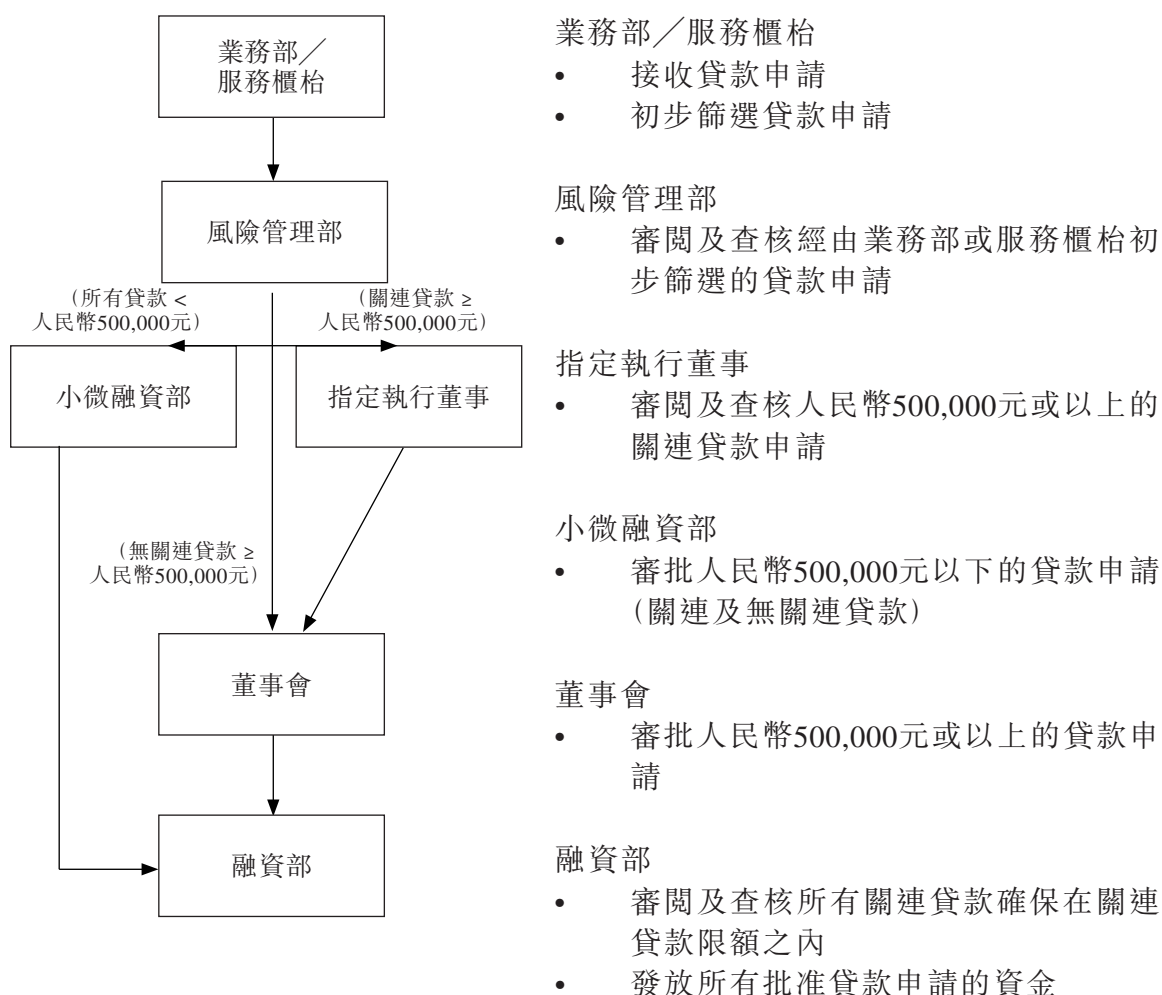 業務部／
服務櫃枱
風險管理部
（所有貸款 <
人民幣500,000元）
（關連貸款 ≥
人民幣500,000元）
小微融資部
指定執行董事
（無關連貸款 ≥
人民幣500,000元）
董事會
融資部
業務部／服務櫃枱
• 接收貸款申請
• 初步篩選貸款申請
風險管理部
• 審閱及查核經由業務部或服務櫃枱初
步篩選的貸款申請
指定執行董事
• 審閱及查核人民幣500,000元或以上的
關連貸款申請
小微融資部
• 審批人民幣500,000元以下的貸款申請
（關連及無關連貸款）
董事會
• 審批人民幣500,000元或以上的貸款申
請
融資部
• 審閱及查核所有關連貸款確保在關連
貸款限額之內
• 發放所有批准貸款申請的資金